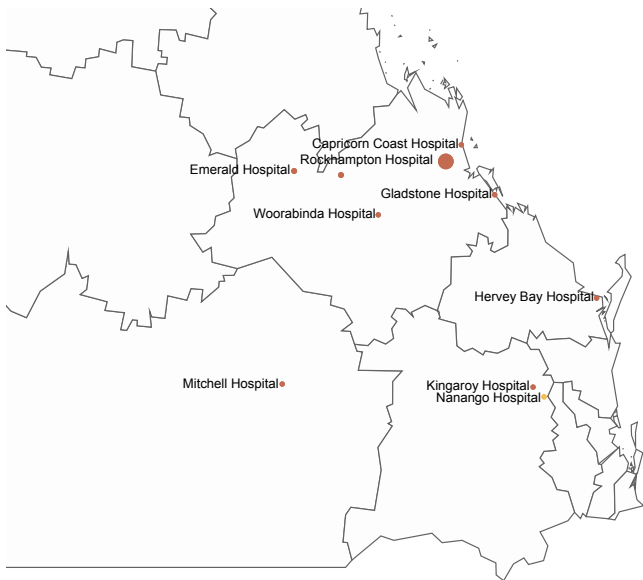 Capricorn Coast Hospital
Rockhampton Hospital
Emerald Hospital
Gladstone Hospital
Woorabinda Hospital
Hervey Bay Hospital
Mitchell Hospital
Kingaroy Hospital
Nanango Hospital